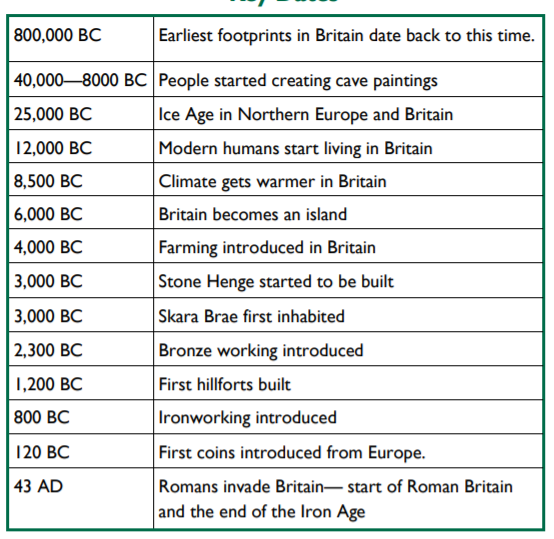 Key Dates
800,000 BC Earliest footprints in Britain date back to this time.
40,000—8000 BC People started creating cave paintings
25,000 BC Ice Age in Northern Europe and Britain
12,000 BC Modern humans start living in Britain
8,500 BC Climate gets warmer in Britain
6,000 BC Britain becomes an island
4,000 BC Farming introduced in Britain
3,000 BC Stone Henge started to be built
3,000 BC Skara Brae first inhabited
2,300 BC Bronze working introduced
1,200 BC First hillforts built
800 BC Ironworking introduced
120 BC First coins introduced from Europe.
43 AD Romans invade Britain— start of Roman Britain
and the end of the Iron Age